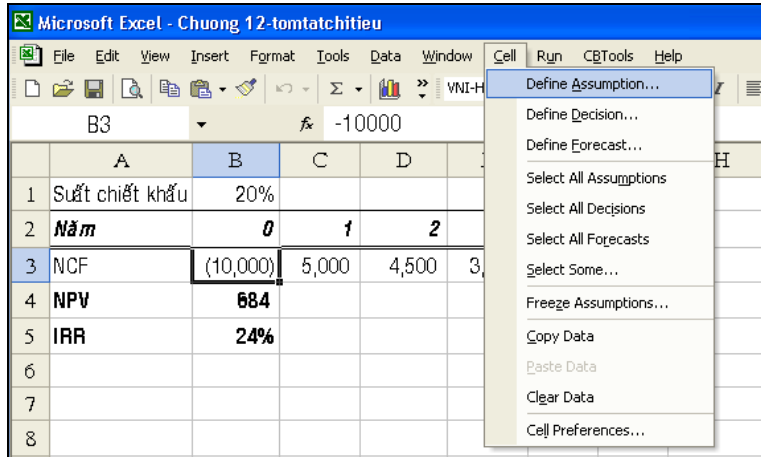 Microsoft Excel - Chuong 12-tomtatchitieu
File Edit View Insert Format Tools Data Window Cell Run CBTools Help
VNI-H I
B3 fx -10000
A B C D H
1 Suất chiết khấu 20%
2 Năm 0 1 2
3 NCF (10,000) 5,000 4,500 3,
4 NPV 684
5 IRR 24%
6
7
8
Define Assumption...
Define Decision...
Define Forecast...
Select All Assumptions
Select All Decisions
Select All Forecasts
Select Some...
Freeze Assumptions...
Copy Data
Paste Data
Clear Data
Cell Preferences...